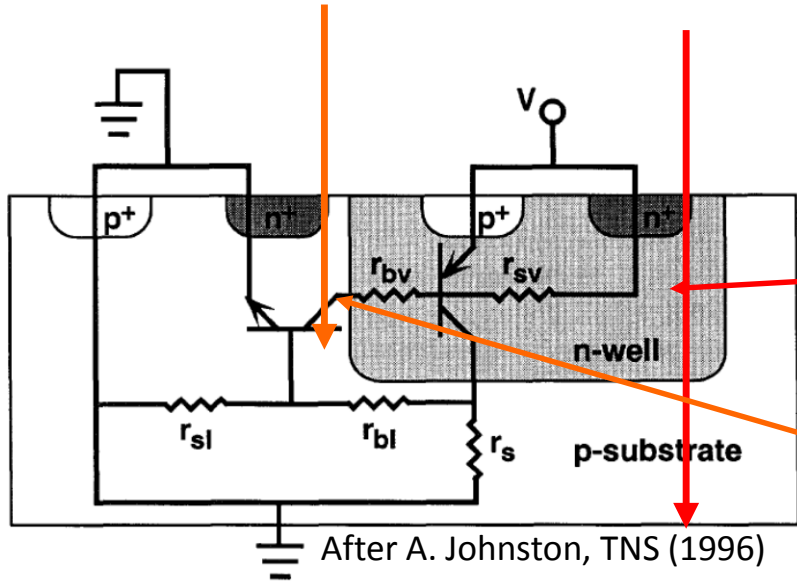 V
p+
n+
p+
n+
rbv
rsv
n-well
rsl
rbl
rs
p-substrate
After A. Johnston, TNS (1996)